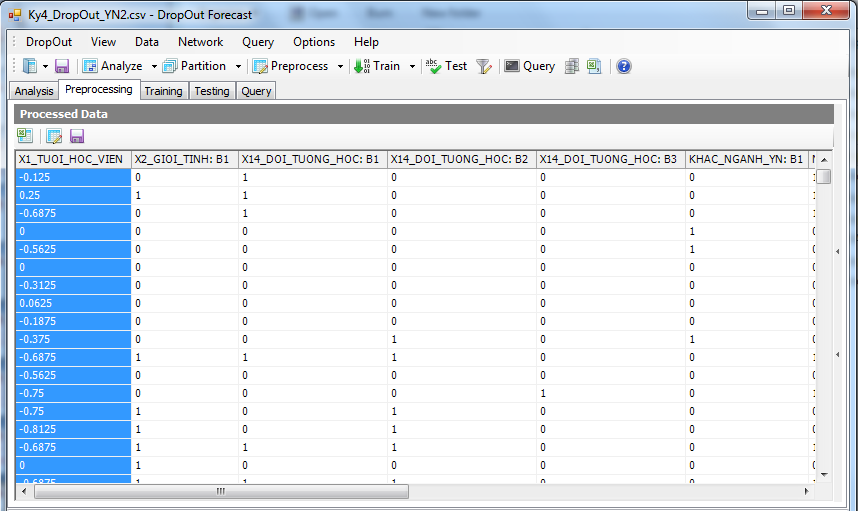 Ky4_DropOut_YN2.csv - DropOut Forecast
DropOut View Data Network Query Options Help
Analyze Partition Preprocess Train Test Query
Analysis Preprocessing Training Testing Query
Processed Data
X1_TUOI_HOC_VIEN X2_GIOI_TINH: B1 X14_DOI_TUONG_HOC: B1 X14_DOI_TUONG_HOC: B2 X14_DOI_TUONG_HOC: B3 KHAC_NGANH_YN: B1
-0.125 0 1 0 0 0
0.25 1 1 0 0 0
-0.6875 0 1 0 0 0
0 0 0 0 0 1
-0.5625 0 0 0 0 1
0 0 0 0 0 0
-0.3125 0 0 0 0 0
0.0625 0 0 0 0 0
-0.1875 0 0 0 0 0
-0.375 0 0 1 0 1
-0.6875 1 1 1 0 0
-0.5625 0 0 0 0 0
-0.75 0 0 0 1 0
-0.75 1 0 1 0 0
-0.8125 1 0 1 0 0
-0.6875 1 1 1 0 0
0 1 0 0 0 0
-0.6875 1 1 1 0 0